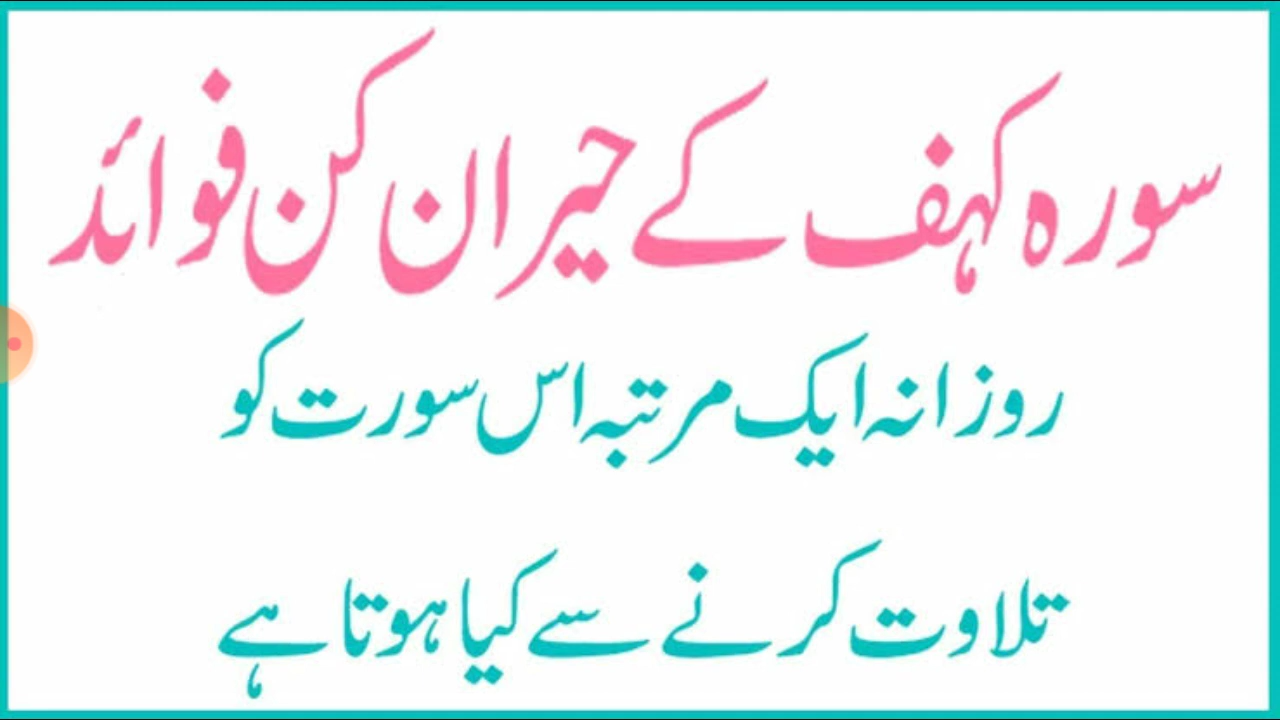 سورہ کہف کے حیران کن فوائد
روزانہ ایک مرتبہ اس سورت کو
تلاوت کرنے سے کیا ہوتا ہے